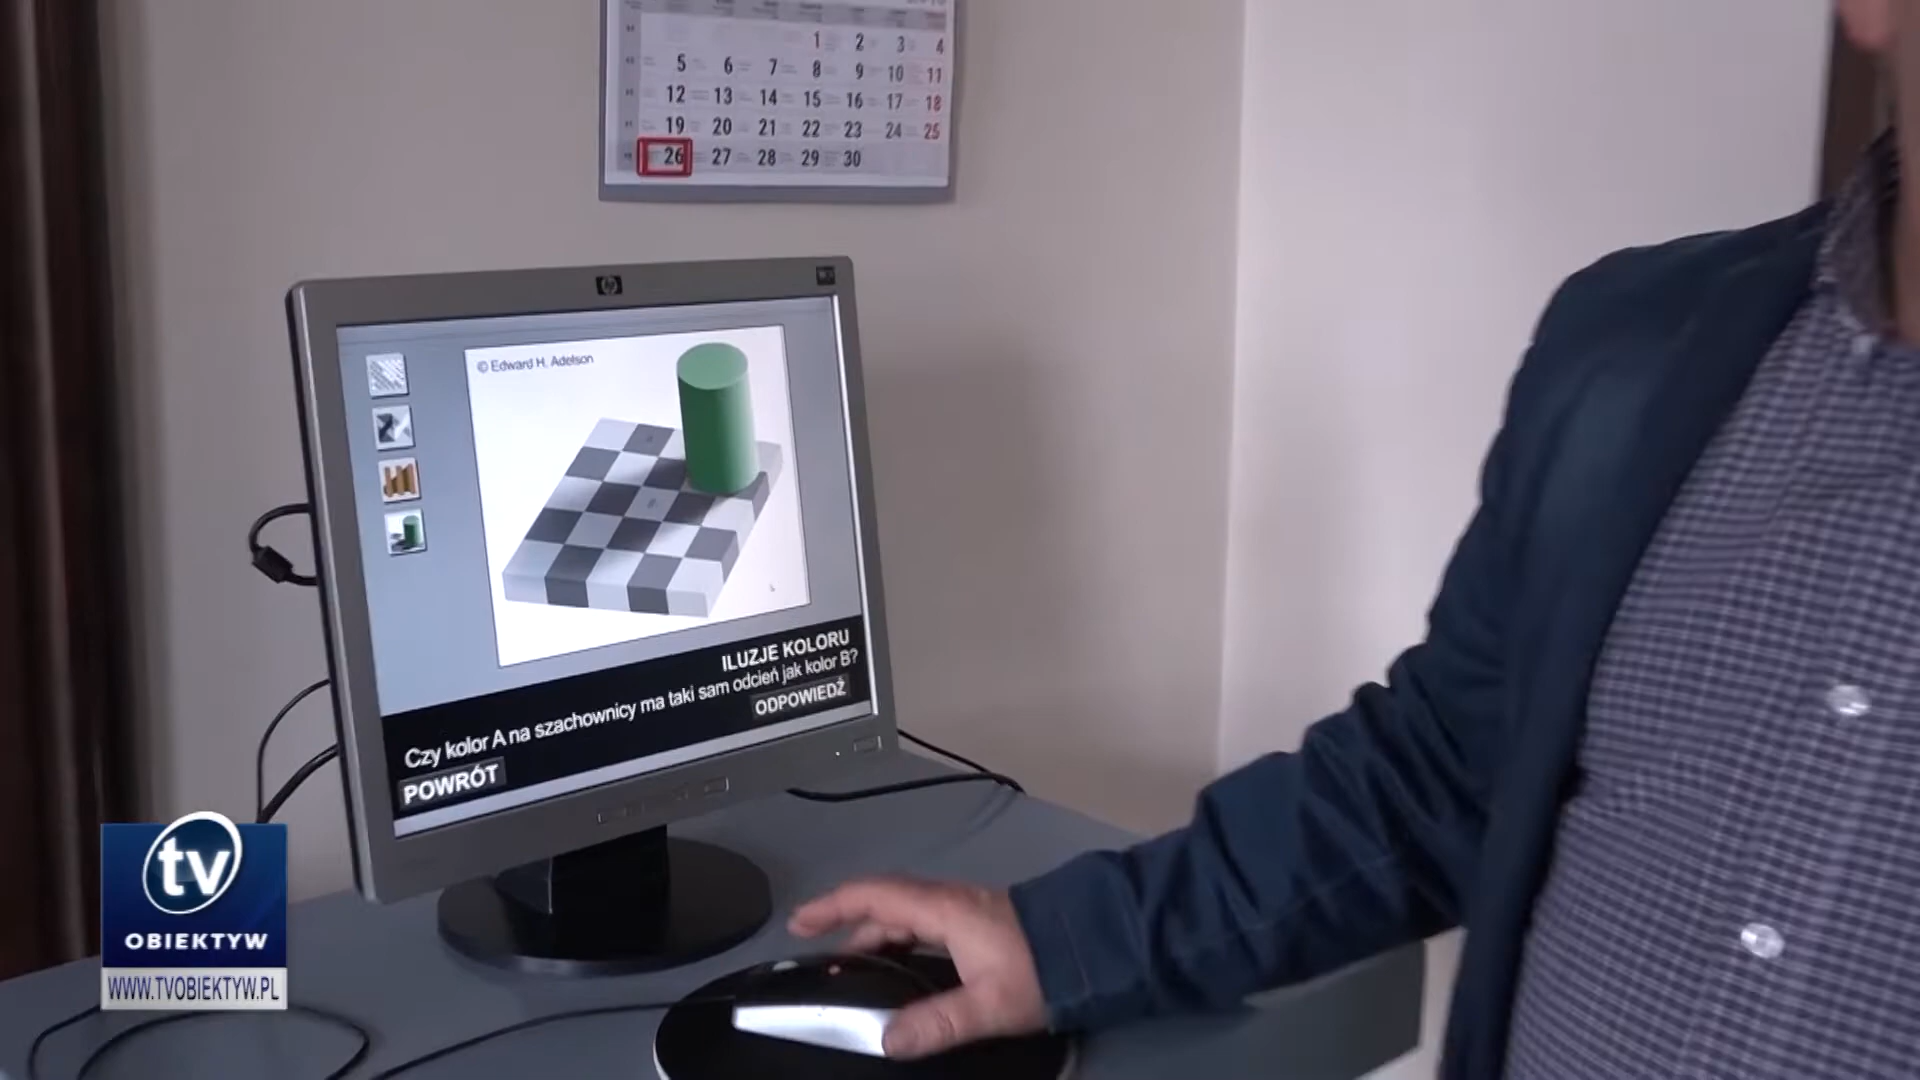 1 2 3 4
5 6 7 8 9 10 11
12 13 14 15 16 17 18
19 20 21 22 23 24 25
26 27 28 29 30
hp
© Edward H. Adelson
A
B
ILUZJE KOLORU
Czy kolor A na szachownicy ma taki sam odcień jak kolor B?
ODPOWIEDŹ
POWRÓT
tv
OBIEKTYW
WWW.TVOBIEKTYW.PL